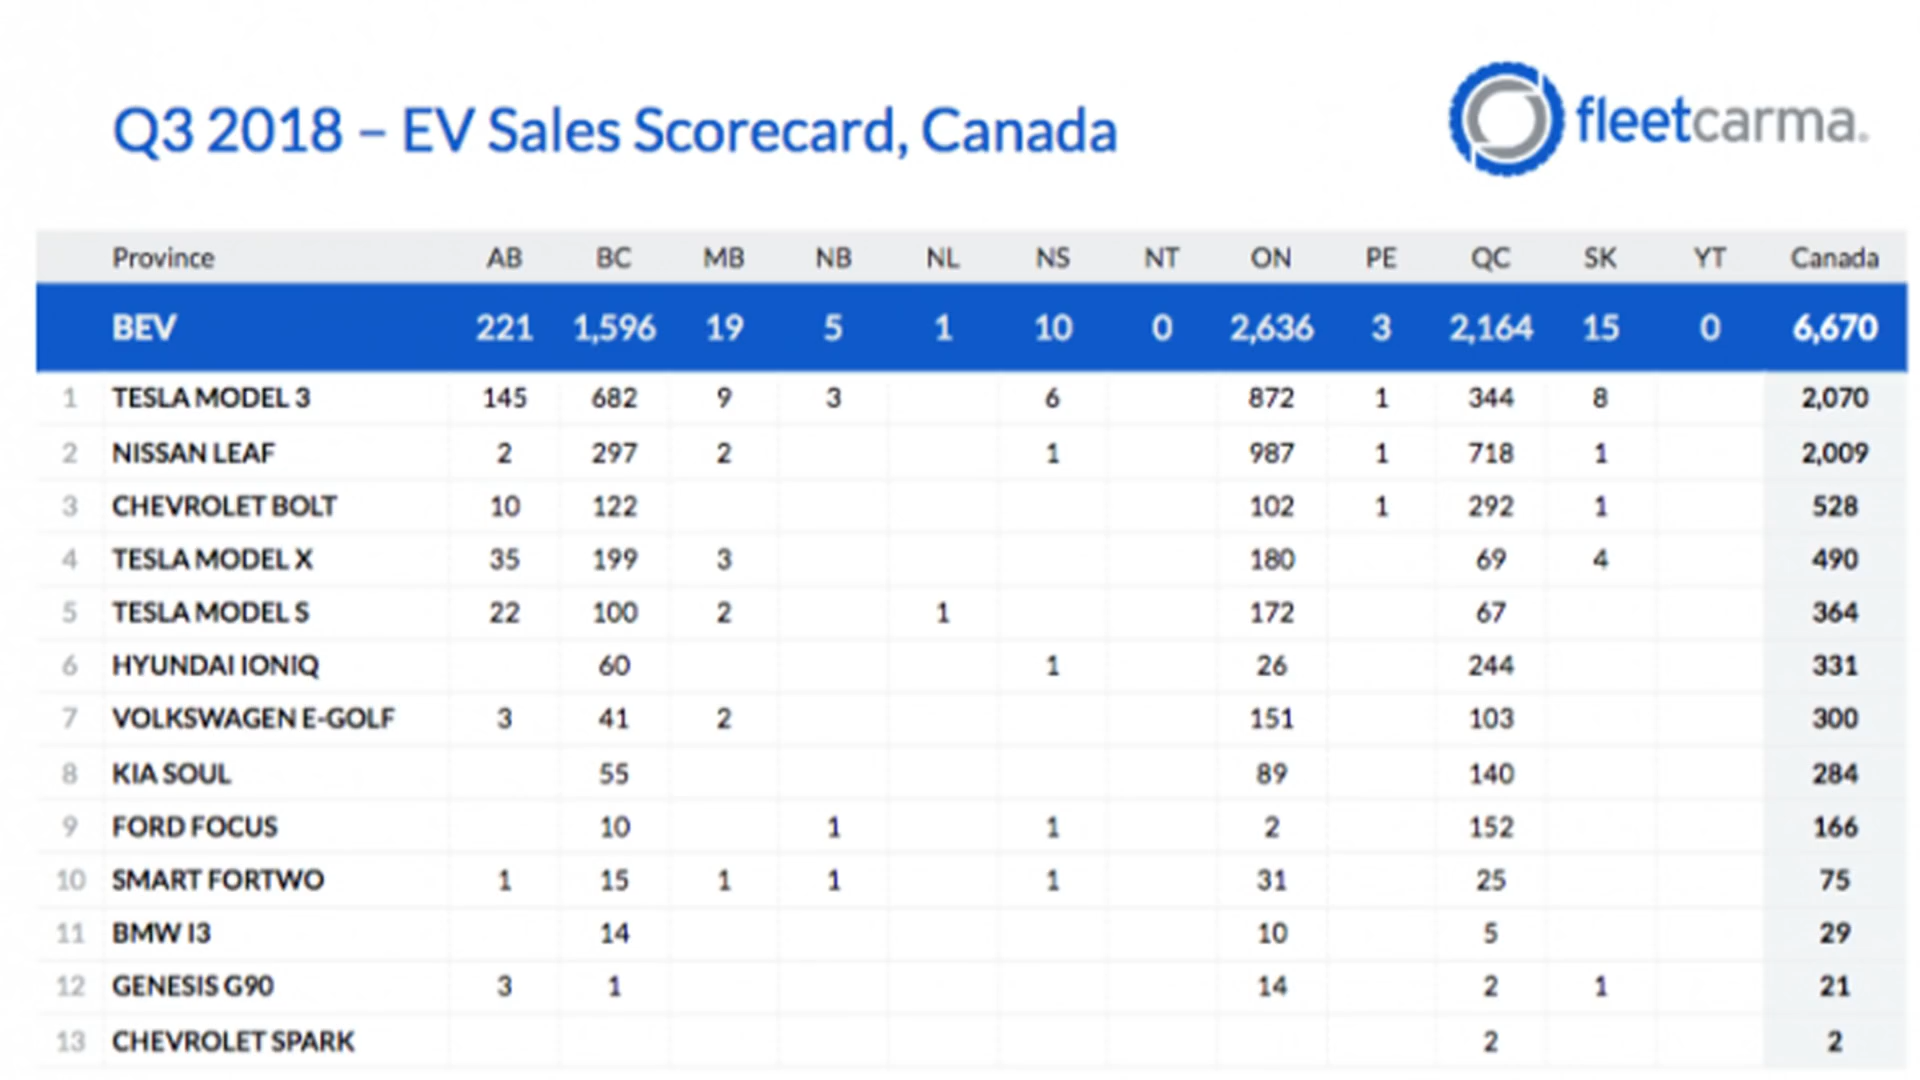 Q3 2018 – EV Sales Scorecard, Canada
fleetcarma.
Province AB BC MB NB NL NS NT ON PE QC SK YT Canada
BEV 221 1,596 19 5 1 10 0 2,636 3 2,164 15 0 6,670
1 TESLA MODEL 3 145 682 9 3 6 872 1 344 8 2,070
2 NISSAN LEAF 2 297 2 1 987 1 718 1 2,009
3 CHEVROLET BOLT 10 122 102 1 292 1 528
4 TESLA MODEL X 35 199 3 180 69 4 490
5 TESLA MODEL S 22 100 2 1 172 67 364
6 HYUNDAI IONIQ 60 1 26 244 331
7 VOLKSWAGEN E-GOLF 3 41 2 151 103 300
8 KIA SOUL 55 89 140 284
9 FORD FOCUS 10 1 1 2 152 166
10 SMART FORTWO 1 15 1 1 1 31 25 75
11 BMW I3 14 10 5 29
12 GENESIS G90 3 1 14 2 1 21
13 CHEVROLET SPARK 2 2